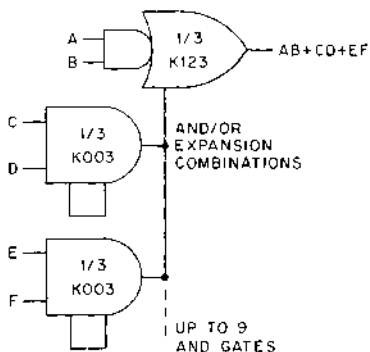 A
B
1/3
K123
AB+CD+EF
C
D
1/3
K003
AND/OR
EXPANSION
COMBINATIONS
E
F
1/3
K003
UP TO 9
AND GATES